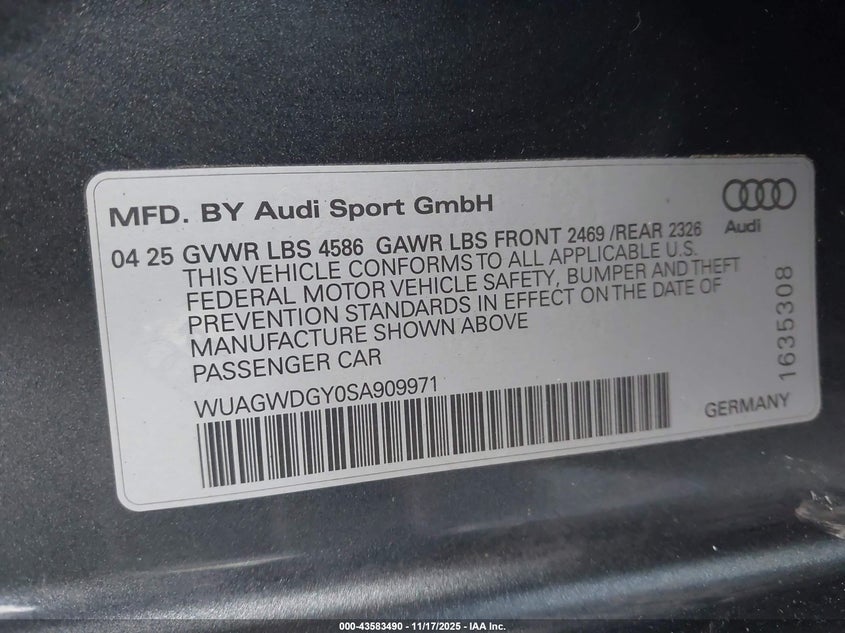 MFD. BY Audi Sport GmbH
Audi
04 25 GVWR LBS 4586 GAWR LBS FRONT 2469 /REAR 2326
THIS VEHICLE CONFORMS TO ALL APPLICABLE U.S.
FEDERAL MOTOR VEHICLE SAFETY, BUMPER AND THEFT
PREVENTION STANDARDS IN EFFECT ON THE DATE OF
MANUFACTURE SHOWN ABOVE
PASSENGER CAR
1635308
WUAGWDGY0SA909971
GERMANY
000-43583490 - 11/17/2025 - IAA Inc.